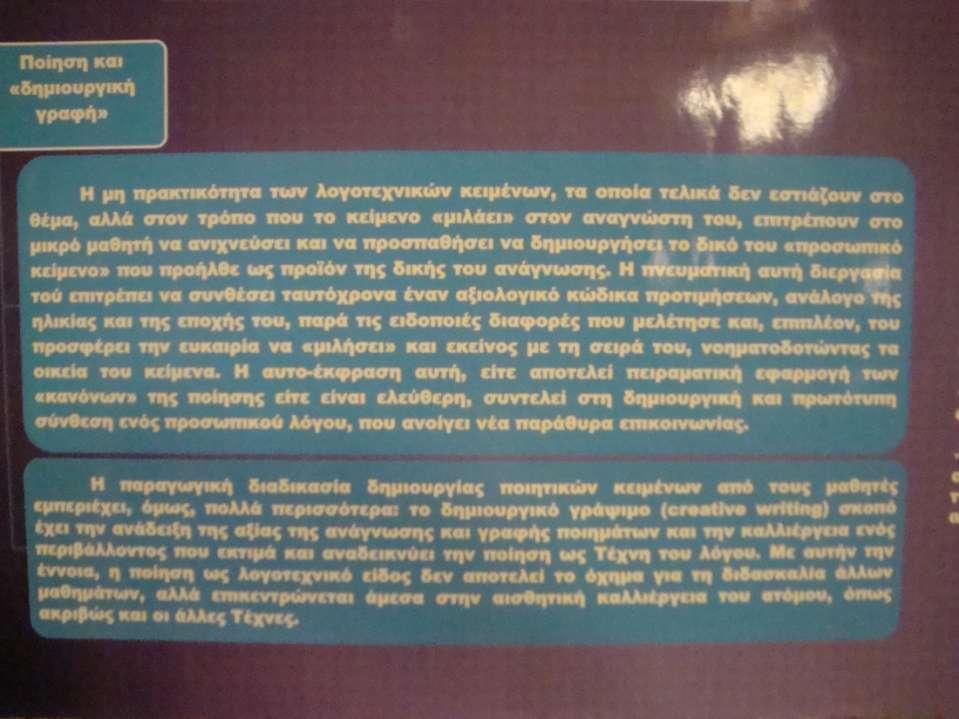 Ποίηση και
«δημιουργική
γραφή»
Η μη πρακτικότητα των λογοτεχνικών κειμένων, τα οποία τελικά δεν εστιάζουν στο
θέμα, αλλά στον τρόπο που το κείμενο «μιλάει» στον αναγνώστη του, επιτρέπουν στο
μικρό μαθητή να ανιχνεύσει και να προσπαθήσει να δημιουργήσει το δικό του «προσωπικό
κείμενο» που προήλθε ως προϊόν της δικής του ανάγνωσης. Η πνευματική αυτή διεργασία
τού επιτρέπει να συνθέσει ταυτόχρονα έναν αξιολογικό κώδικα προτιμήσεων, ανάλογο της
ηλικίας και της εποχής του, παρά τις ειδοποιές διαφορές που μελέτησε και, επιπλέον, του
προσφέρει την ευκαιρία να «μιλήσει» και εκείνος με τη σειρά του, νοηματοδοτώντας τα
οικεία του κείμενα. Η αυτο-έκφραση αυτή, είτε αποτελεί πειραματική εφαρμογή των
«κανόνων» της ποίησης είτε είναι ελεύθερη, συντελεί στη δημιουργική και πρωτότυπη
σύνθεση ενός προσωπικού λόγου, που ανοίγει νέα παράθυρα επικοινωνίας.
Η παραγωγική διαδικασία δημιουργίας ποιητικών κειμένων από τους μαθητές
εμπεριέχει, όμως, πολλά περισσότερα: το δημιουργικό γράψιμο (creative writing) σκοπό
έχει την ανάδειξη της αξίας της ανάγνωσης και γραφής ποιημάτων και την καλλιέργεια ενός
περιβάλλοντος που εκτιμά και αναδεικνύει την ποίηση ως Τέχνη του λόγου. Με αυτήν την
έννοια, η ποίηση ως λογοτεχνικό είδος δεν αποτελεί το όχημα για τη διδασκαλία άλλων
μαθημάτων, αλλά επικεντρώνεται άμεσα στην αισθητική καλλιέργεια του ατόμου, όπως
ακριβώς και οι άλλες Τέχνες.